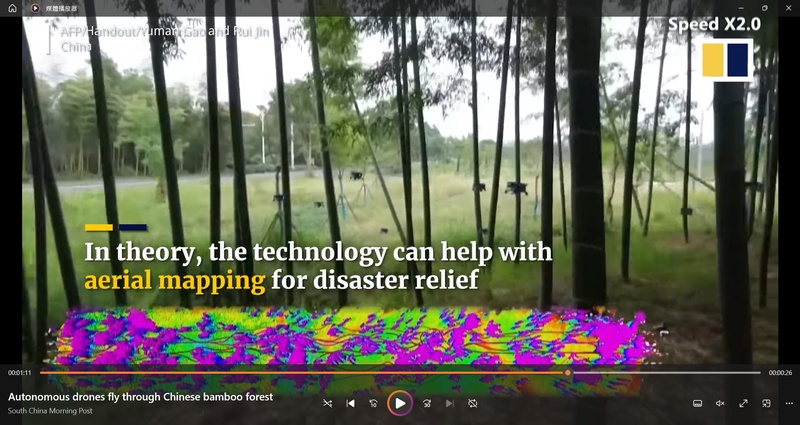 媒體播放器
AFP/Handout/Yuman Gao and Rui Jin
China
Speed X2.0
In theory, the technology can help with
aerial mapping for disaster relief
00:01:11
00:00:26
Autonomous drones fly through Chinese bamboo forest
South China Morning Post